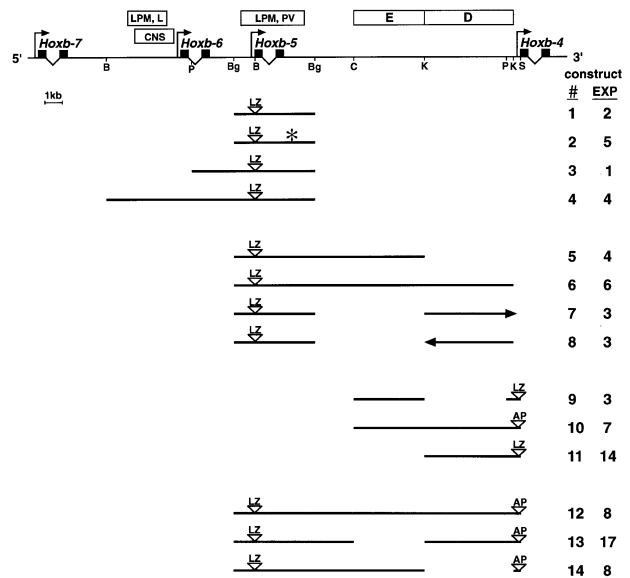 LPM, L LPM, PV E D
CNS
Hoxb-7 Hoxb-6 Hoxb-5 Hoxb-4
5' 3'
B P Bg B Bg C K P K S
construct
1kb # EXP
LZ 1 2
LZ * 2 5
LZ 3 1
LZ 4 4
LZ 5 4
LZ 6 6
LZ 7 3
LZ 8 3
LZ 9 3
AP 10 7
LZ 11 14
LZ AP 12 8
LZ AP 13 17
LZ AP 14 8